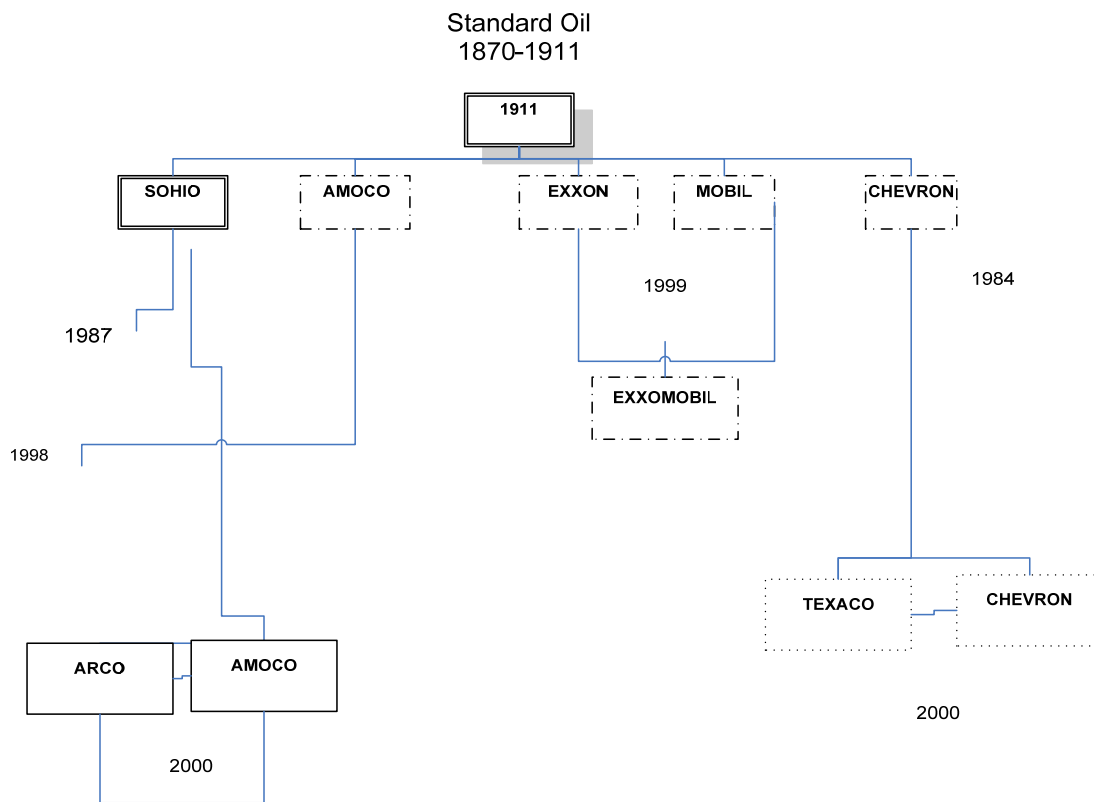 Standard Oil
1870-1911
1911
SOHIO
AMOCO
EXXON
MOBIL
CHEVRON
1984
1999
1987
EXXOMOBIL
1998
TEXACO
CHEVRON
ARCO
AMOCO
2000
2000